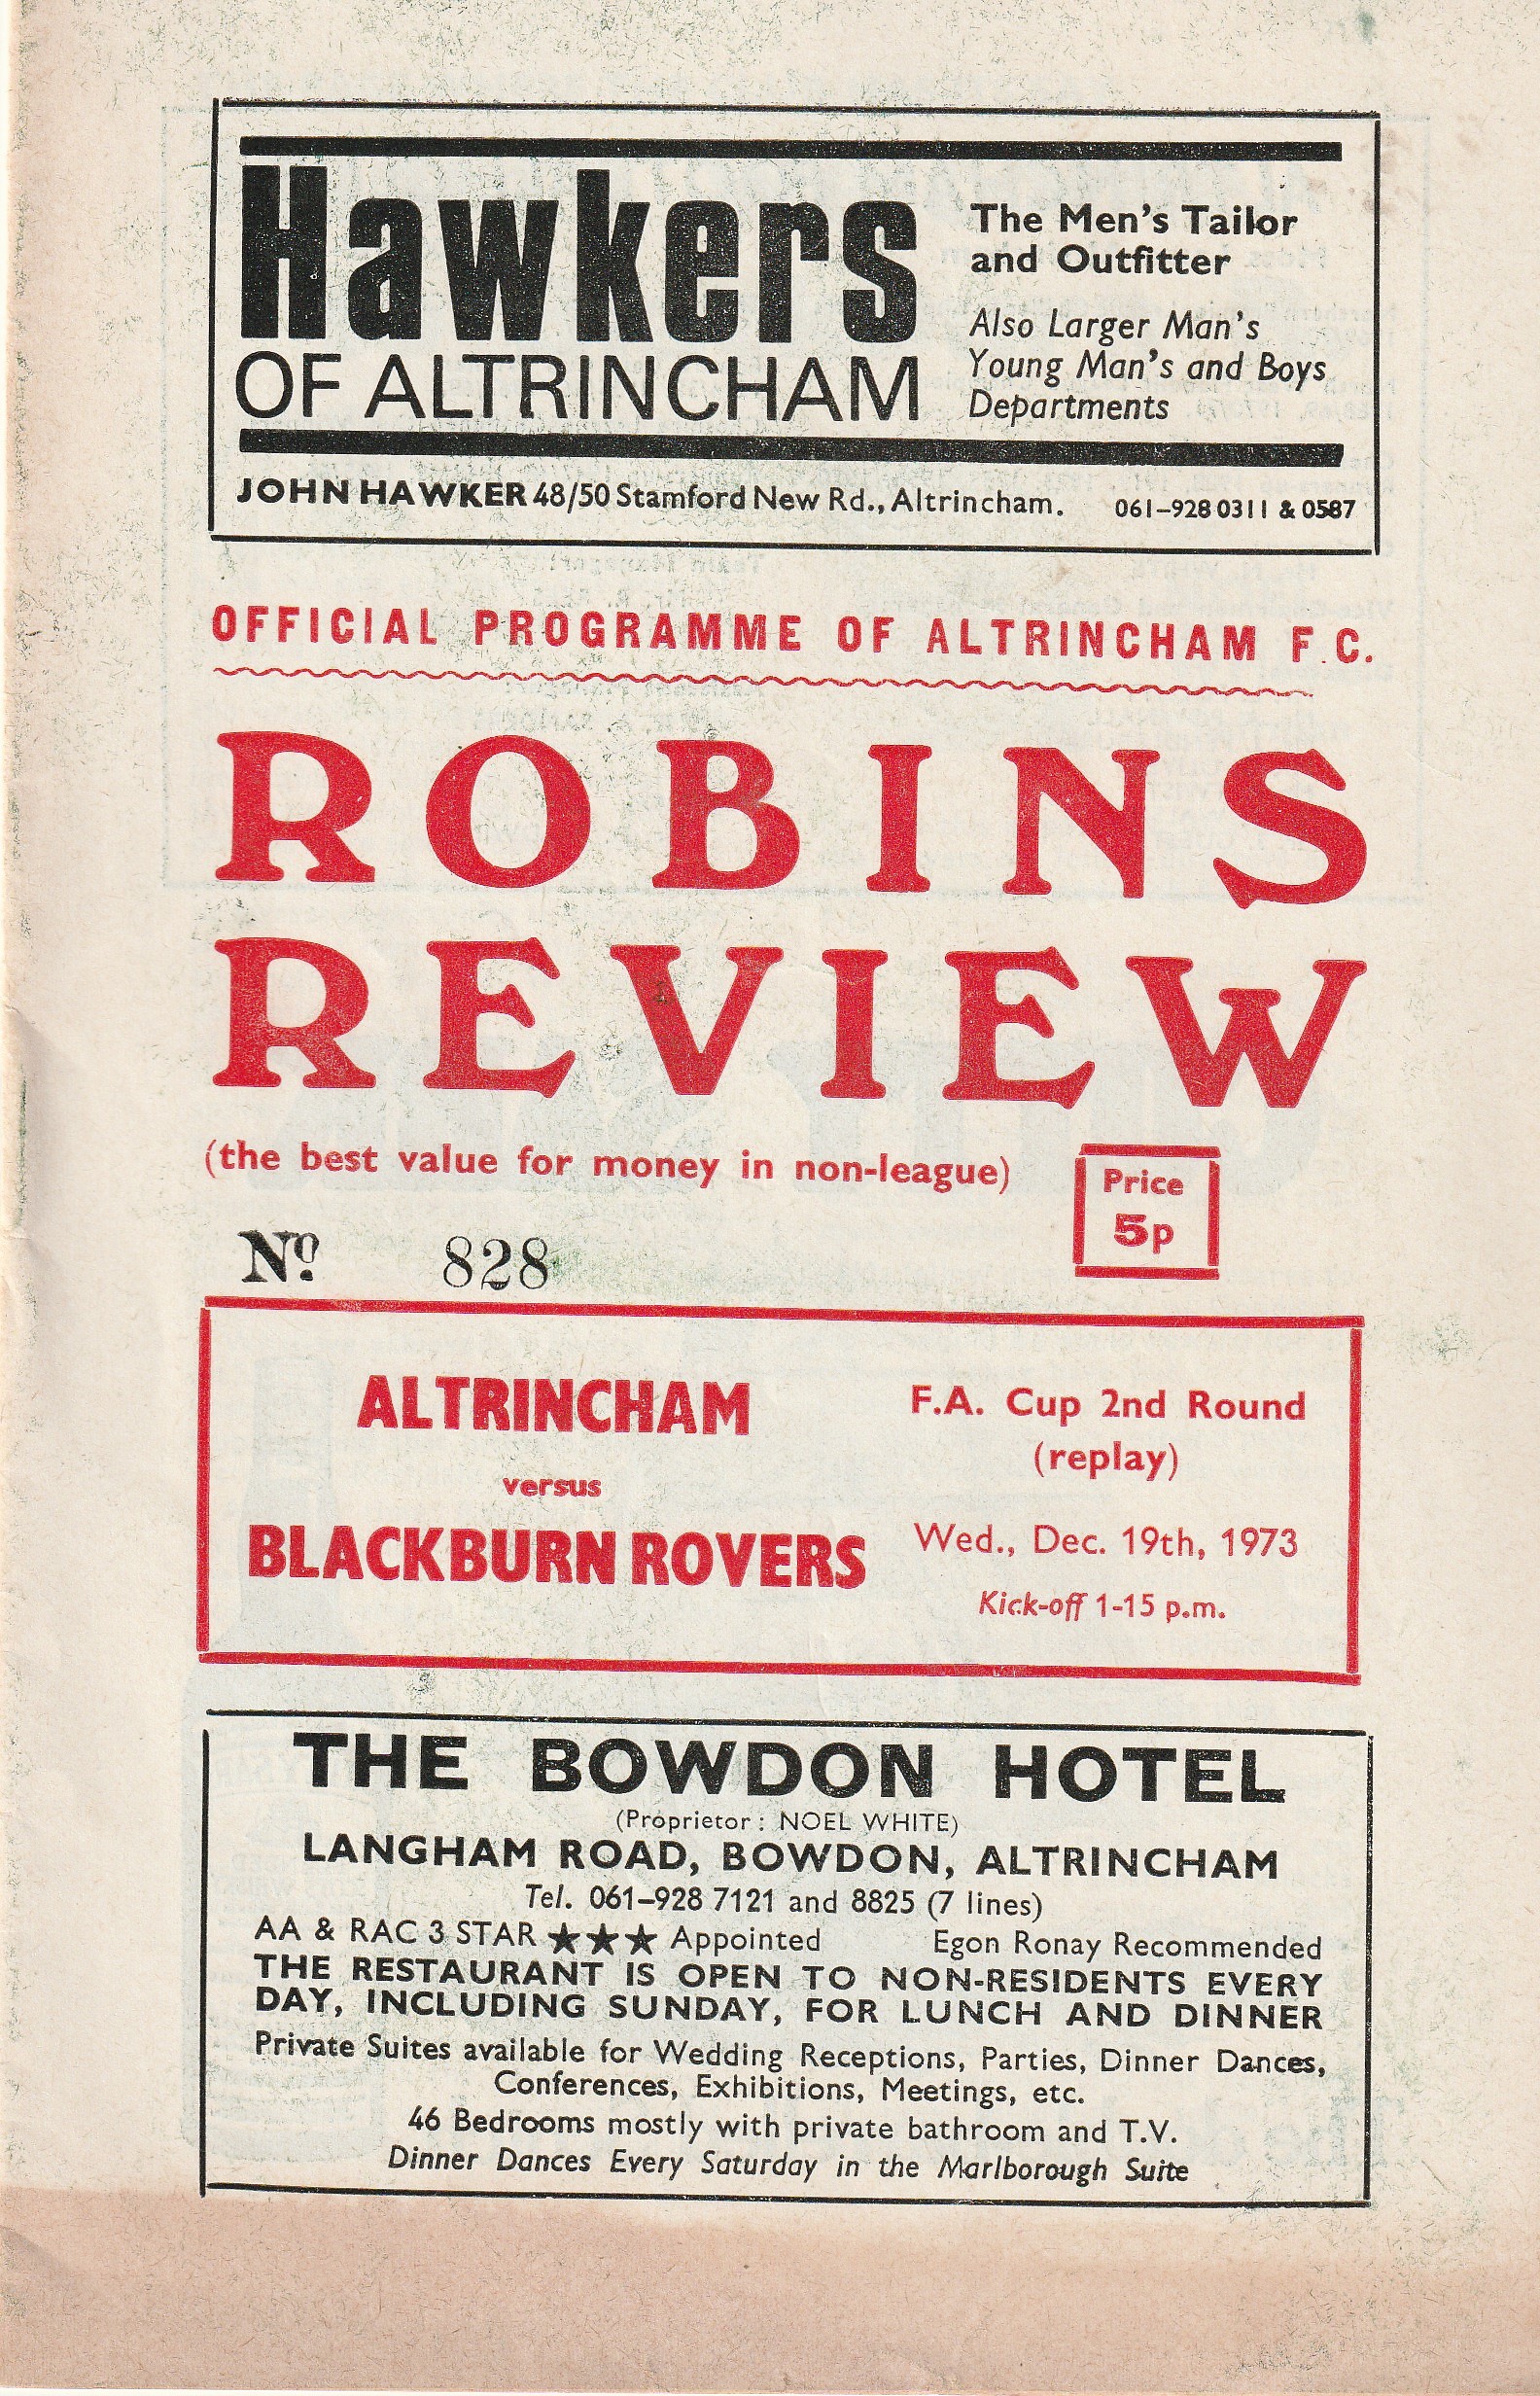 Hawkers
OF ALTRINCHAM
The Men's Tailor
and Outfitter
Also Larger Man's
Young Man's and Boys
Departments
JOHN HAWKER 48/50 Stamford New Rd., Altrincham. 061-928 0311 & 0587
OFFICIAL PROGRAMME OF ALTRINCHAM F.C.
ROBINS
REVIEW
(the best value for money in non-league)
Price
5p
Nº 828
ALTRINCHAM
versus
BLACKBURN ROVERS
F.A. Cup 2nd Round
(replay)
Wed., Dec. 19th, 1973
Kick-off 1-15 p.m.
THE BOWDON HOTEL
(Proprietor : NOEL WHITE)
LANGHAM ROAD, BOWDON, ALTRINCHAM
Tel. 061-928 7121 and 8825 (7 lines)
AA & RAC 3 STAR ★★★ Appointed Egon Ronay Recommended
THE RESTAURANT IS OPEN TO NON-RESIDENTS EVERY
DAY, INCLUDING SUNDAY, FOR LUNCH AND DINNER
Private Suites available for Wedding Receptions, Parties, Dinner Dances,
Conferences, Exhibitions, Meetings, etc.
46 Bedrooms mostly with private bathroom and T.V.
Dinner Dances Every Saturday in the Marlborough Suite